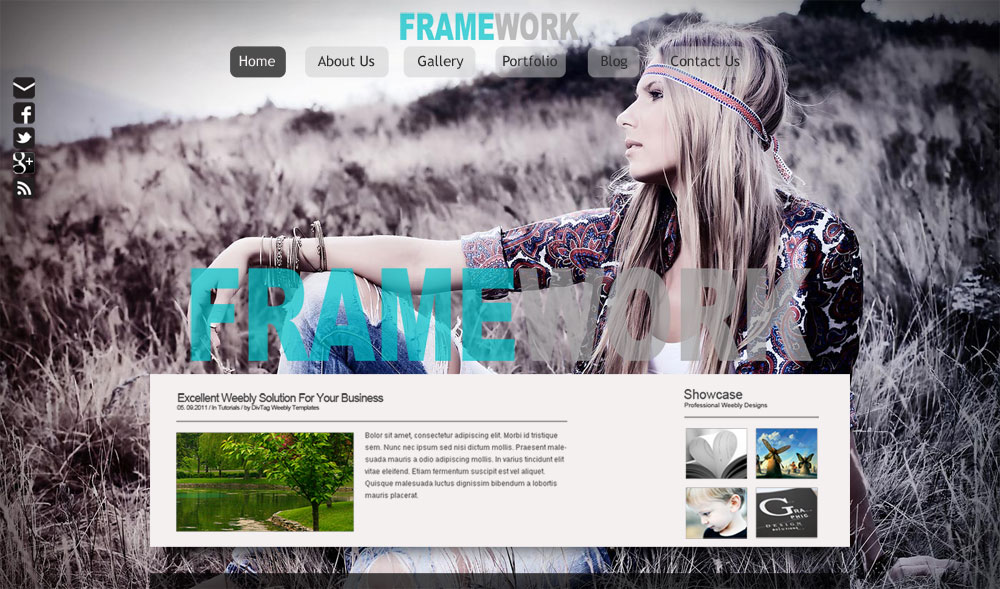 FRAMEWORK
Home About Us Gallery Portfolio Blog Contact Us
FRAMEWORK
Excellent Weebly Solution For Your Business
05. 09.2011 / In Tutorials / by DivTag Weebly Templates
Bolor sit amet, consectetur adipiscing elit. Morbi id tristique
sem. Nunc nec ipsum sed nisi dictum mollis. Praesent male-
suada mauris a odio adipiscing mollis. In varius tincidunt elit
vitae eleifend. Etiam fermentum suscipit est vel aliquet.
Quisque malesuada luctus dignissim bibendum a lobortis
mauris placerat.
Showcase
Professional Weebly Designs
GRA
PHIC
DESIGN